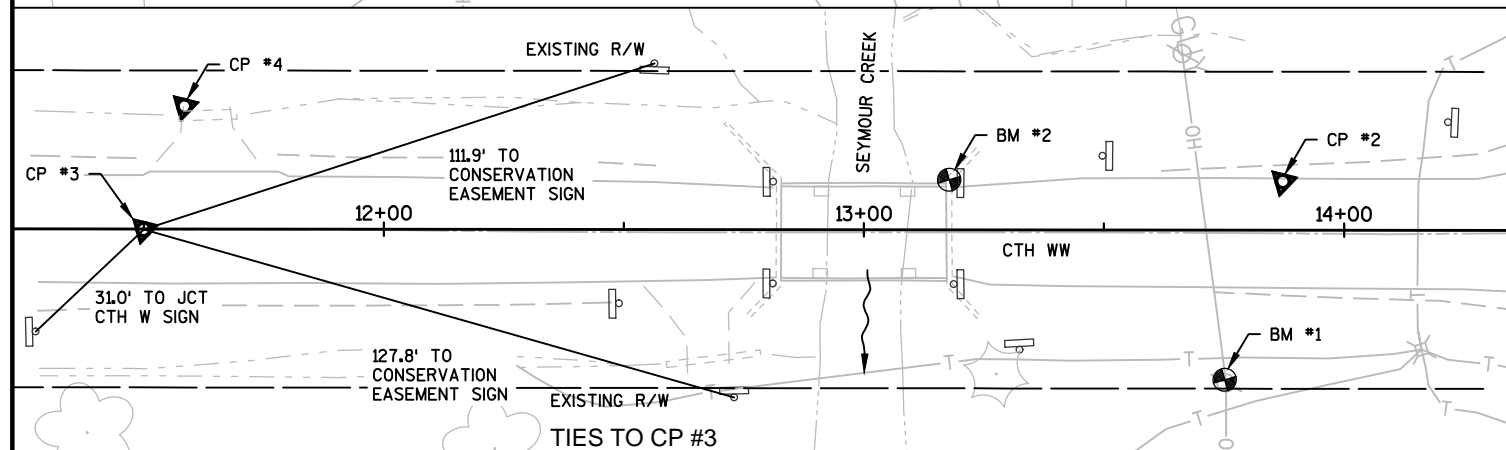 EXISTING R/W
CP #4
SEYMOUR CREEK
BM #2
CP #2
111.9' TO
CONSERVATION
EASEMENT SIGN
CP #3
12+00
13+00
14+00
CTH WW
OH
31.0' TO JCT
CTH W SIGN
BM #1
127.8' TO
CONSERVATION
EASEMENT SIGN
EXISTING R/W
T
T
T
T
T
T
T
T
TIES TO CP #3